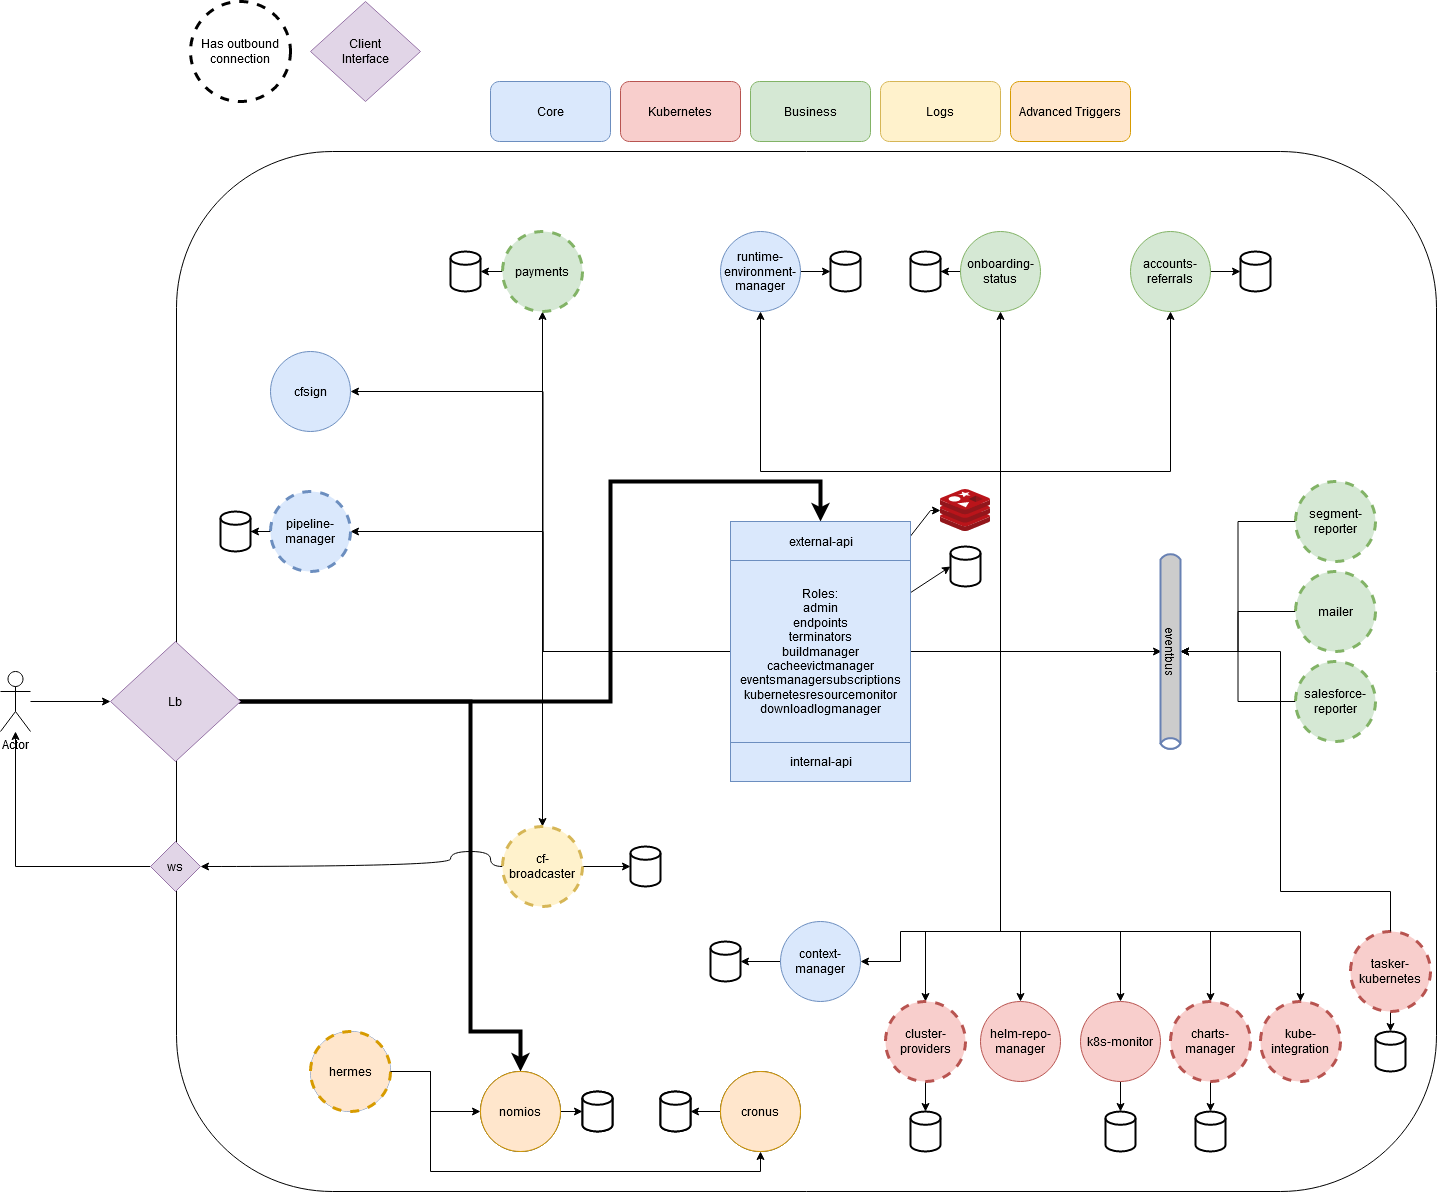 Has outbound
connection
Client
Interface
Core
Kubernetes
Business
Logs
Advanced Triggers
payments
runtime-
environment-
manager
onboarding-
status
accounts-
referrals
cfsign
pipeline-
manager
external-api
Roles:
admin
endpoints
terminators
buildmanager
cacheevictmanager
eventsmanagersubscriptions
kubernetesresourcemonitor
downloadlogmanager
internal-api
eventbus
segment-
reporter
mailer
salesforce-
reporter
Lb
Actor
ws
cf-
broadcaster
context-
manager
tasker-
kubernetes
cluster-
providers
helm-repo-
manager
k8s-monitor
charts-
manager
kube-
integration
hermes
nomios
cronus